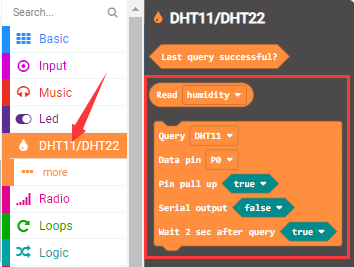 Search...
Basic
Input
Music
Led
DHT11/DHT22
more
Radio
Loops
Logic
DHT11/DHT22
Last query successful?
Read humidity
Query DHT11
Data pin P0
Pin pull up true
Serial output false
Wait 2 sec after query true